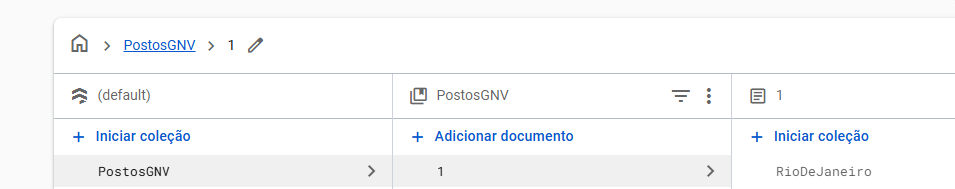 PostosGNV > 1
(default) PostosGNV 1
+ Iniciar coleção + Adicionar documento + Iniciar coleção
PostosGNV > 1 > RioDeJaneiro